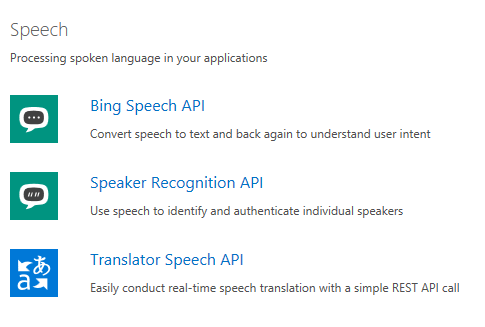 Speech
Processing spoken language in your applications
Bing Speech API
Convert speech to text and back again to understand user intent
Speaker Recognition API
Use speech to identify and authenticate individual speakers
あ
a
Translator Speech API
Easily conduct real-time speech translation with a simple REST API call